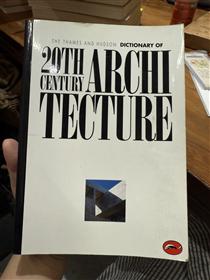 THE THAMES AND HUDSON DICTIONARY OF
20TH
CENTURY
ARCHI
TECTURE